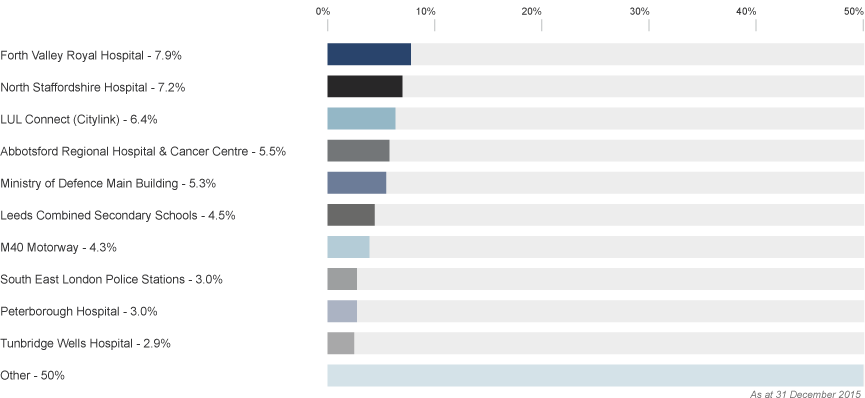 0% 10% 20% 30% 40% 50%
Forth Valley Royal Hospital - 7.9%
North Staffordshire Hospital - 7.2%
LUL Connect (Citylink) - 6.4%
Abbotsford Regional Hospital & Cancer Centre - 5.5%
Ministry of Defence Main Building - 5.3%
Leeds Combined Secondary Schools - 4.5%
M40 Motorway - 4.3%
South East London Police Stations - 3.0%
Peterborough Hospital - 3.0%
Tunbridge Wells Hospital - 2.9%
Other - 50%
As at 31 December 2015